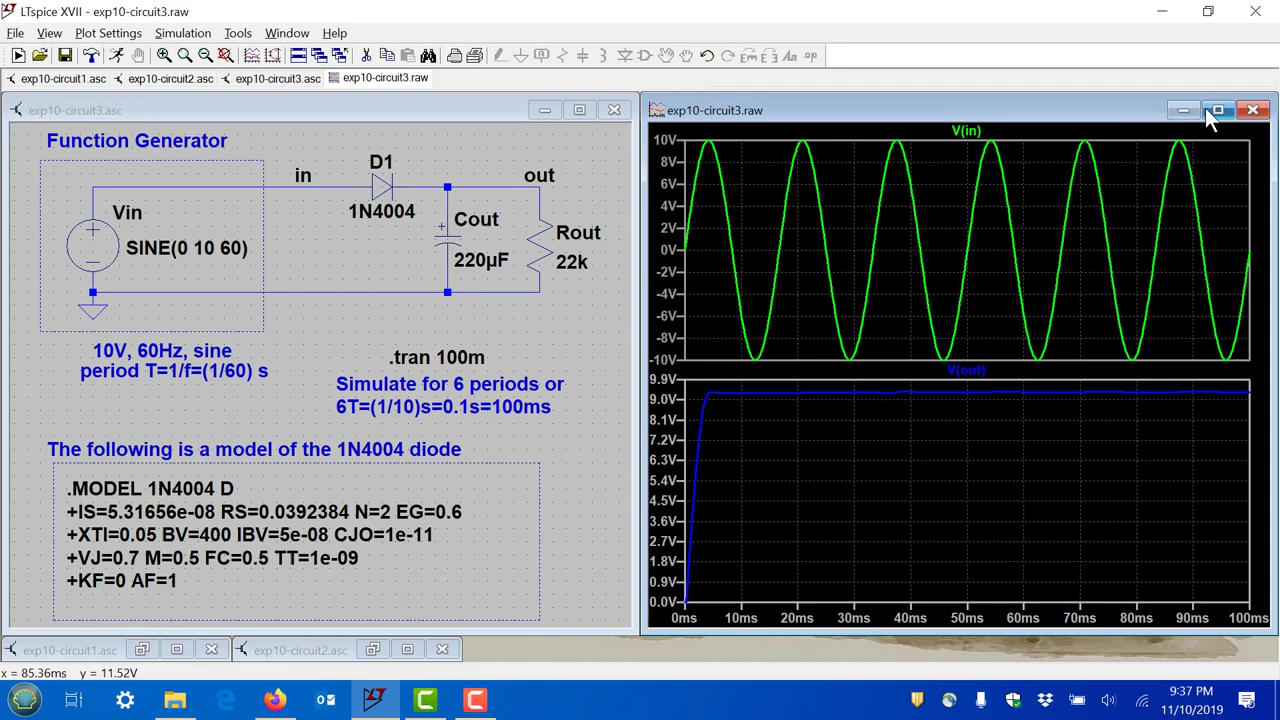 LTspice XVII - exp10-circuit3.raw
File View Plot Settings Simulation Tools Window Help
exp10-circuit1.asc exp10-circuit2.asc exp10-circuit3.asc exp10-circuit3.raw
exp10-circuit3.asc
Function Generator
in
D1
1N4004
out
Vin
SINE(0 10 60)
Cout
220µF
Rout
22k
10V, 60Hz, sine
period T=1/f=(1/60) s
.tran 100m
Simulate for 6 periods or
6T=(1/10)s=0.1s=100ms
The following is a model of the 1N4004 diode
.MODEL 1N4004 D
+IS=5.31656e-08 RS=0.0392384 N=2 EG=0.6
+XTI=0.05 BV=400 IBV=5e-08 CJO=1e-11
+VJ=0.7 M=0.5 FC=0.5 TT=1e-09
+KF=0 AF=1
exp10-circuit3.raw
V(in)
10V
8V
6V
4V
2V
0V
-2V
-4V
-6V
-8V
-10V
V(out)
9.9V
9.0V
8.1V
7.2V
6.3V
5.4V
4.5V
3.6V
2.7V
1.8V
0.9V
0.0V
0ms 10ms 20ms 30ms 40ms 50ms 60ms 70ms 80ms 90ms 100ms
exp10-circuit1.asc
exp10-circuit2.asc
x = 85.36ms y = 11.52V
9:37 PM
11/10/2019